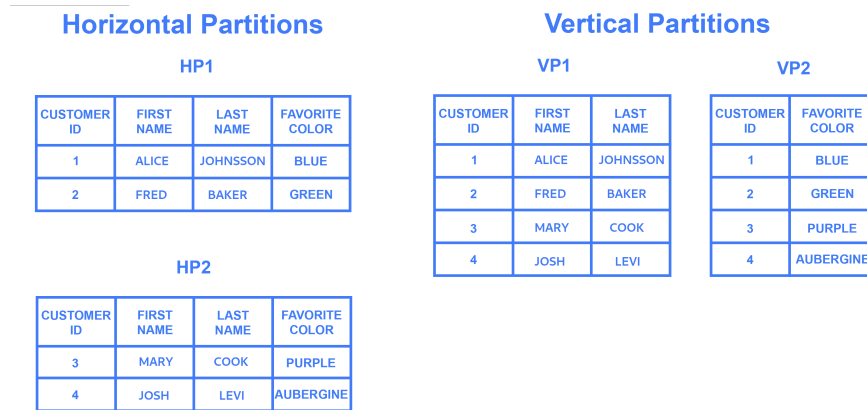 Horizontal Partitions
HP1
CUSTOMER ID FIRST NAME LAST NAME FAVORITE COLOR
1 ALICE JOHNSSON BLUE
2 FRED BAKER GREEN
HP2
CUSTOMER ID FIRST NAME LAST NAME FAVORITE COLOR
3 MARY COOK PURPLE
4 JOSH LEVI AUBERGINE
Vertical Partitions
VP1
CUSTOMER ID FIRST NAME LAST NAME
1 ALICE JOHNSSON
2 FRED BAKER
3 MARY COOK
4 JOSH LEVI
VP2
CUSTOMER ID FAVORITE COLOR
1 BLUE
2 GREEN
3 PURPLE
4 AUBERGINE